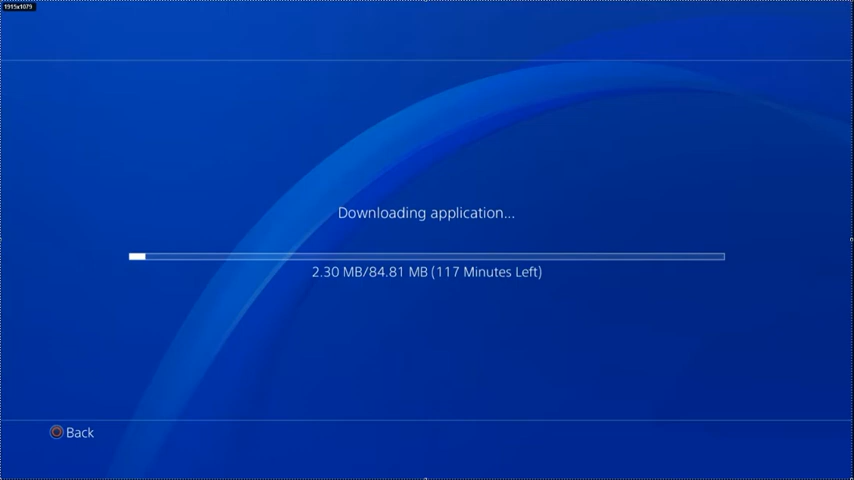 1915x1079
Downloading application...
2.30 MB/84.81 MB (117 Minutes Left)
Back